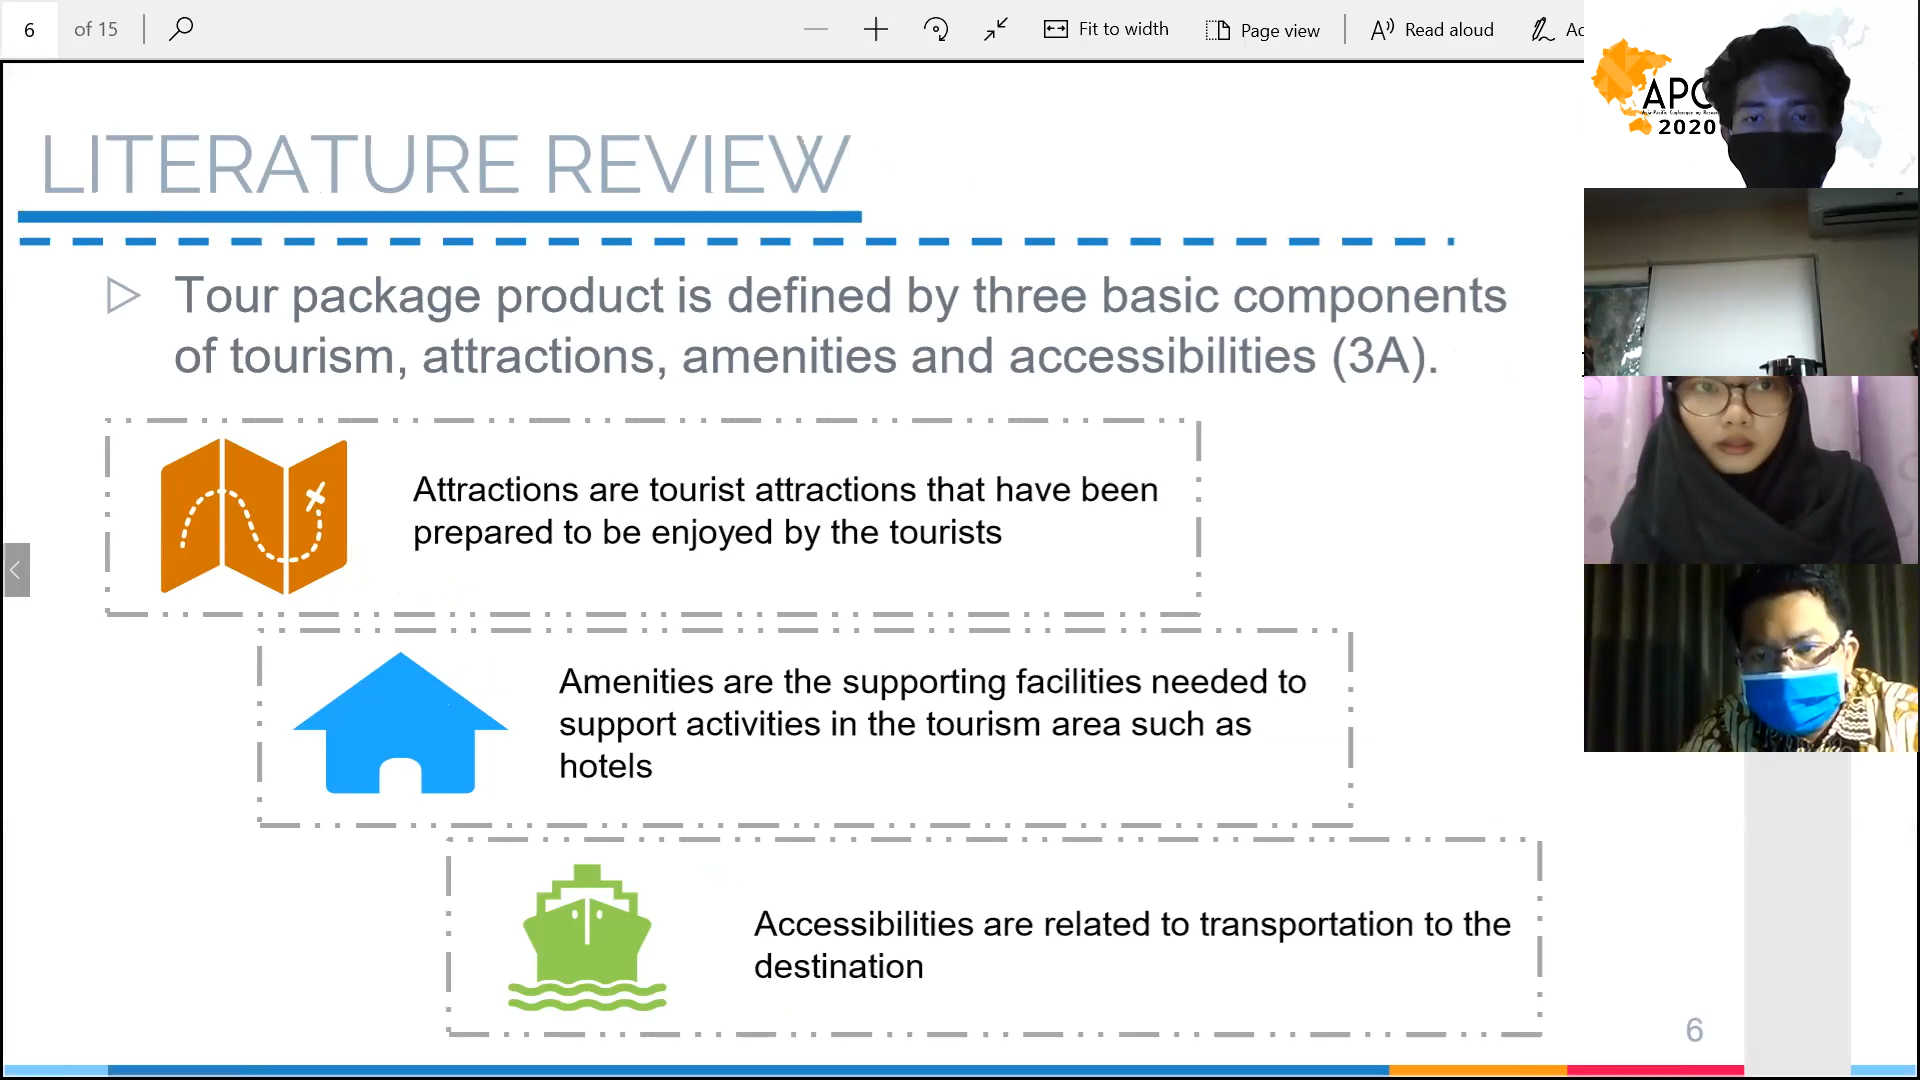 6 of 15
Fit to width
Page view
Read aloud
LITERATURE REVIEW
Tour package product is defined by three basic components
of tourism, attractions, amenities and accessibilities (3A).
Attractions are tourist attractions that have been
prepared to be enjoyed by the tourists
Amenities are the supporting facilities needed to
support activities in the tourism area such as
hotels
Accessibilities are related to transportation to the
destination
6
2020